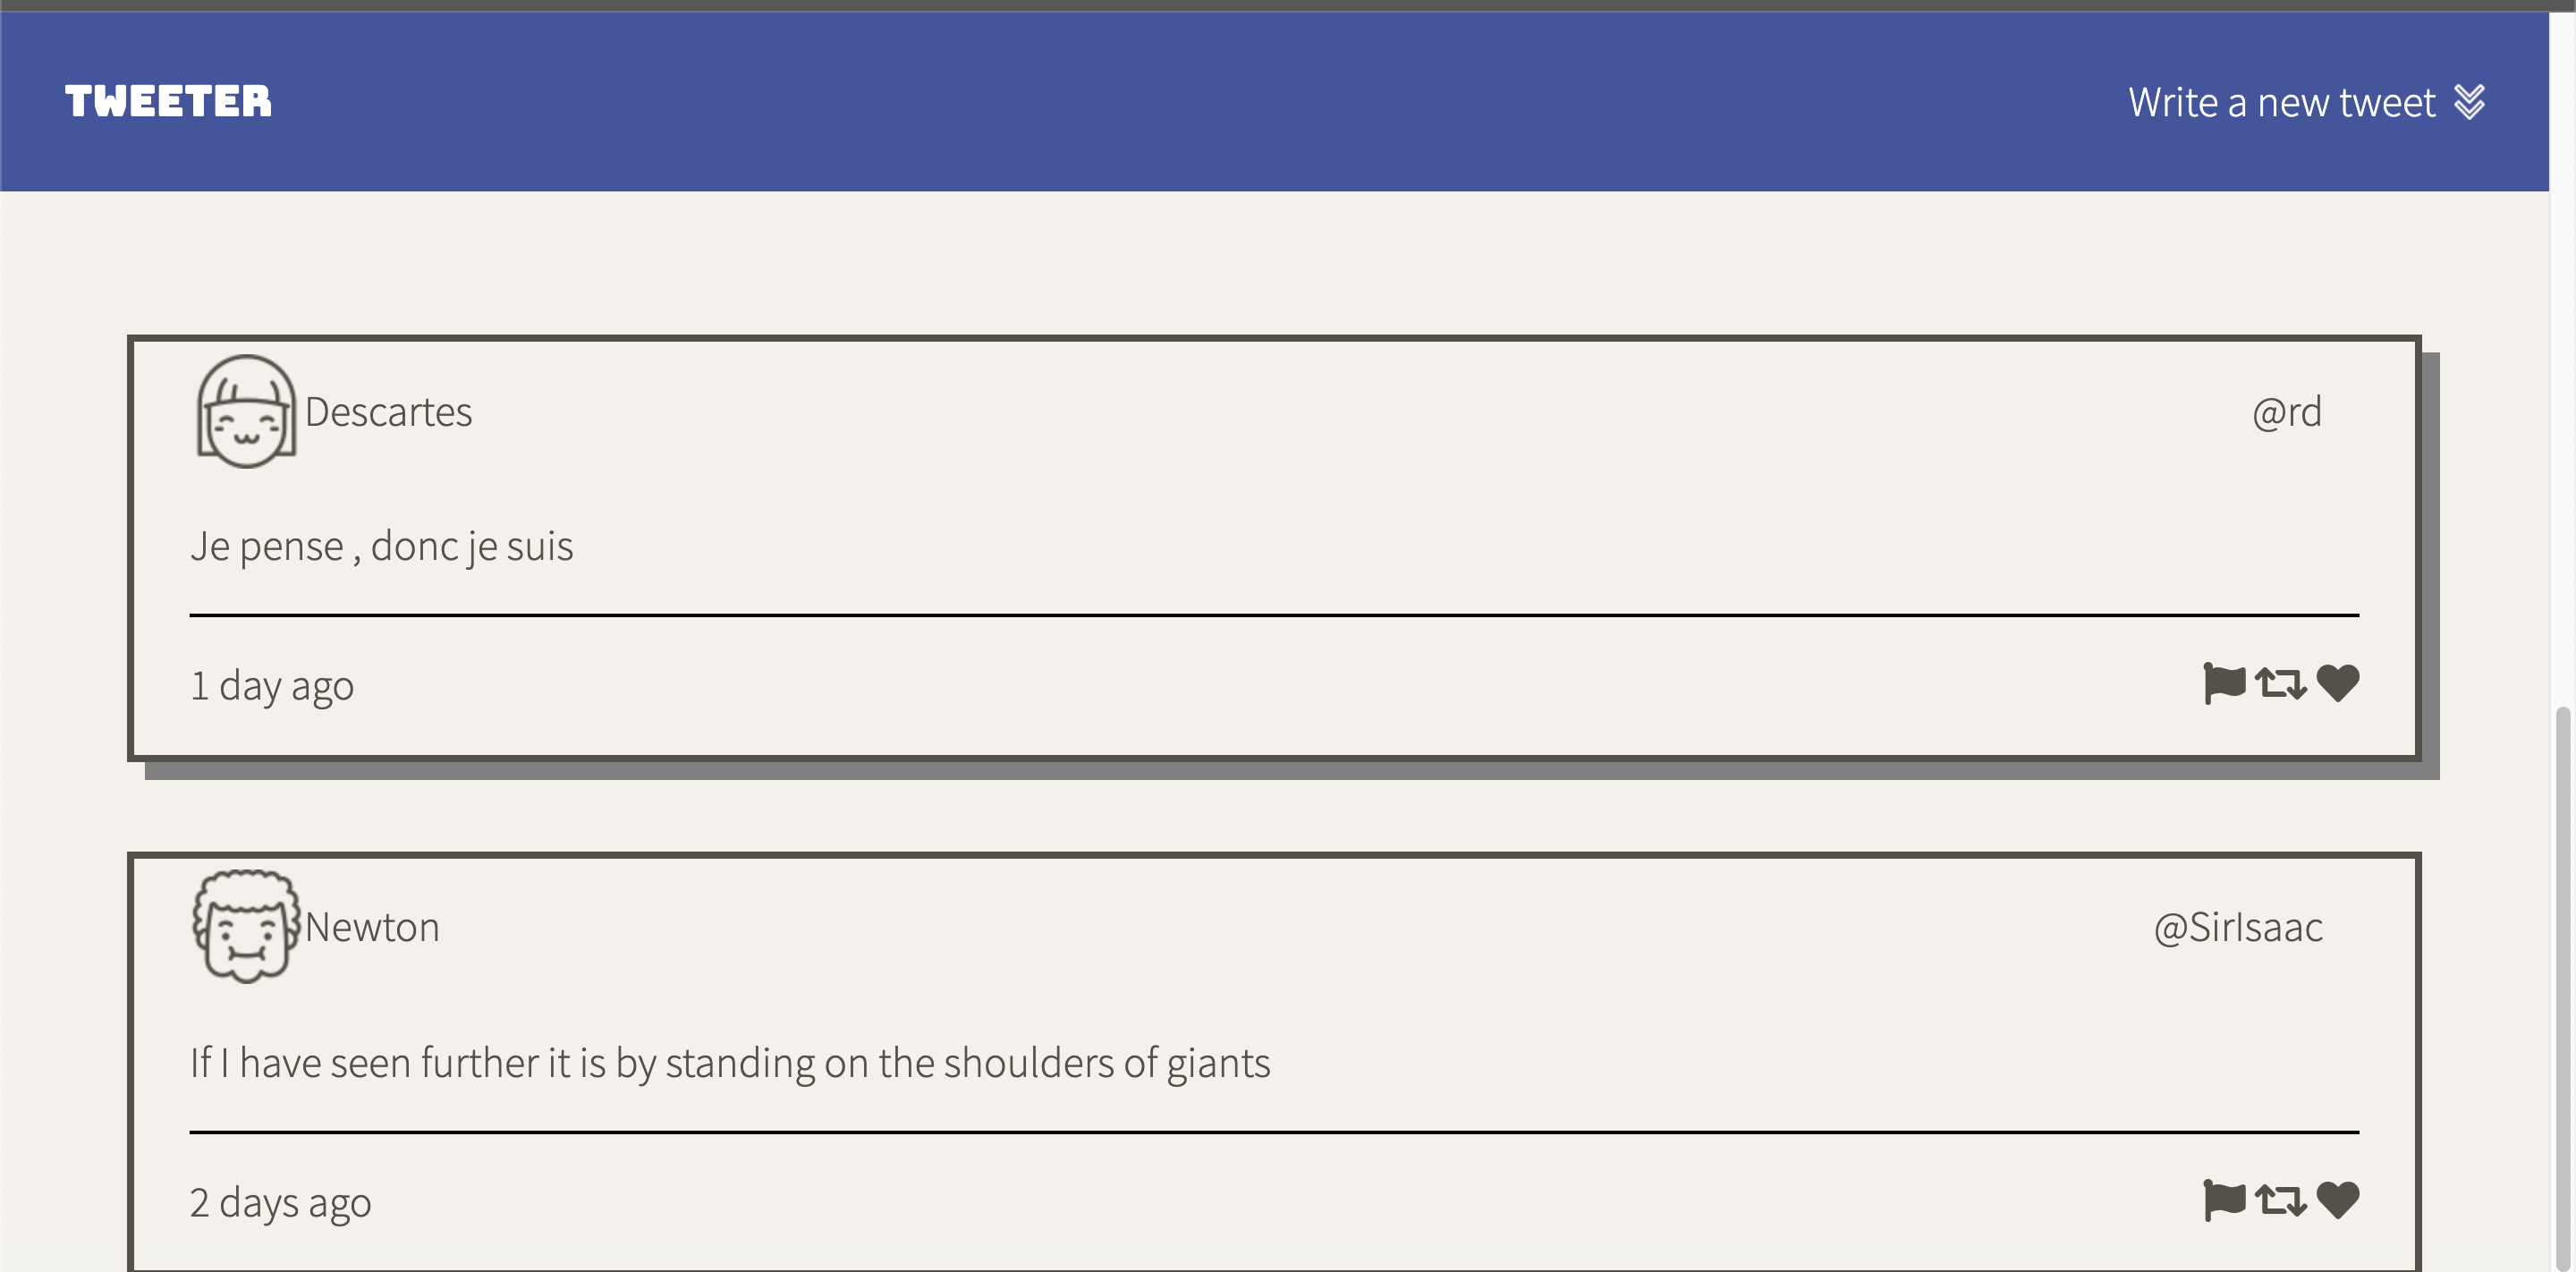 TWEETER
Write a new tweet
Descartes
@rd
Je pense , donc je suis
1 day ago
Newton
@SirIsaac
If I have seen further it is by standing on the shoulders of giants
2 days ago